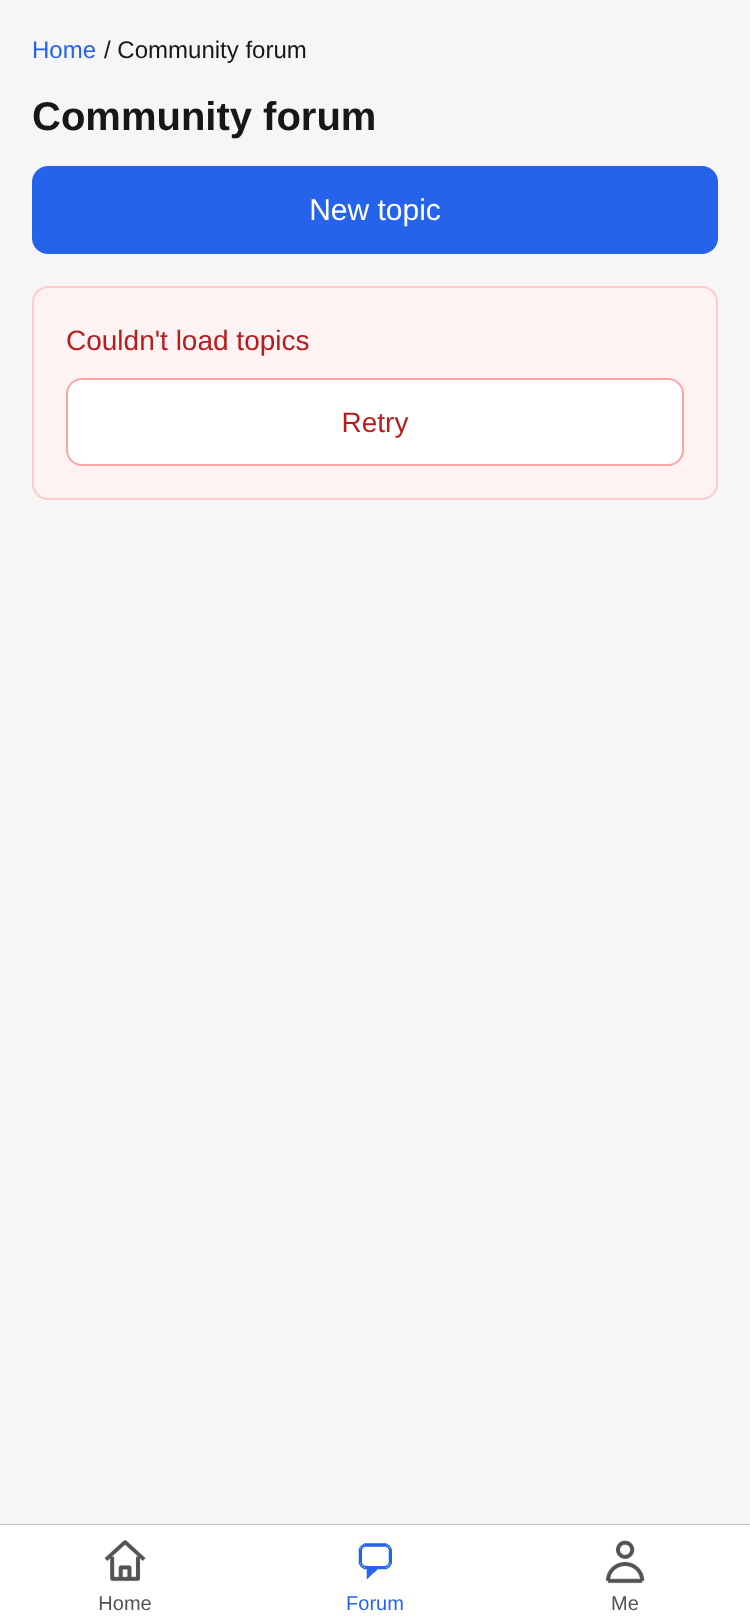 Home / Community forum
Community forum
New topic
Couldn't load topics
Retry
Home
Forum
Me